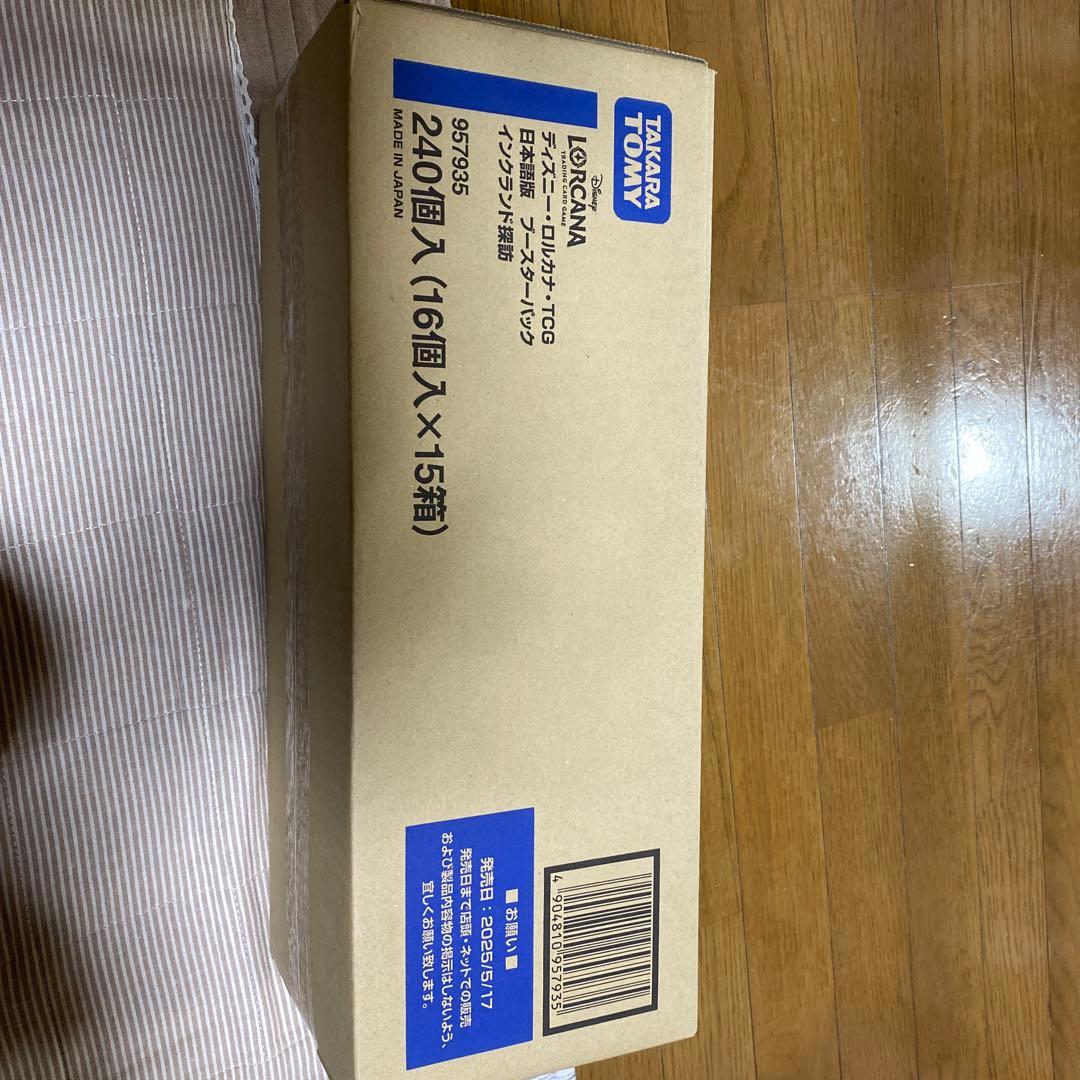 TAKARA
TOMY
Disney
LORCANA
TRADING CARD GAME
ディズニー・ロルカナ・TCG
日本語版 ブースターパック
インクランド探訪
957935
240個入(16個入×15箱)
MADE IN JAPAN
4 904810 957935
■お願い■
発売日:2025/5/17
発売日まで店頭・ネットでの販売
および製品内容物の掲示はしないよう、
宜しくお願い致します。